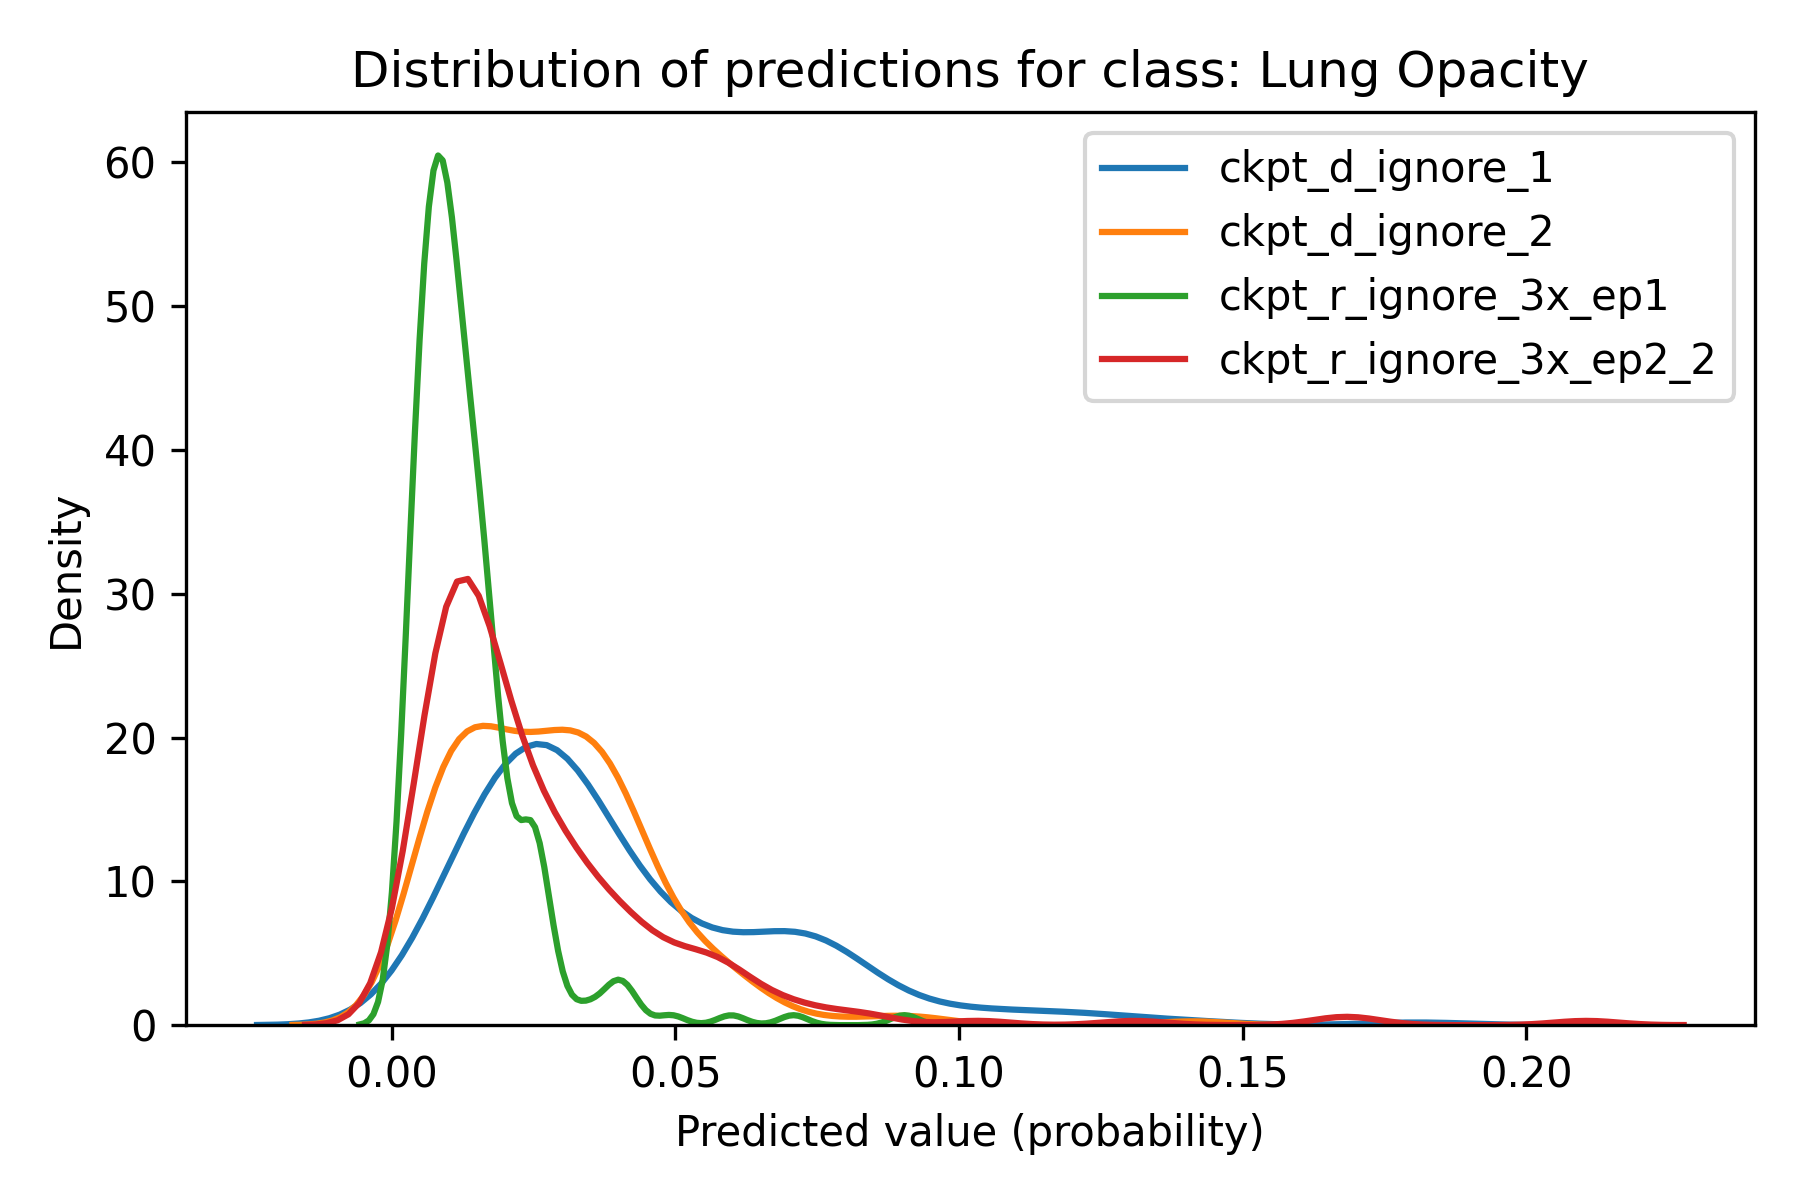 Distribution of predictions for class: Lung Opacity
60
50
40
30
20
10
0
Density
ckpt_d_ignore_1
ckpt_d_ignore_2
ckpt_r_ignore_3x_ep1
ckpt_r_ignore_3x_ep2_2
0.00 0.05 0.10 0.15 0.20
Predicted value (probability)